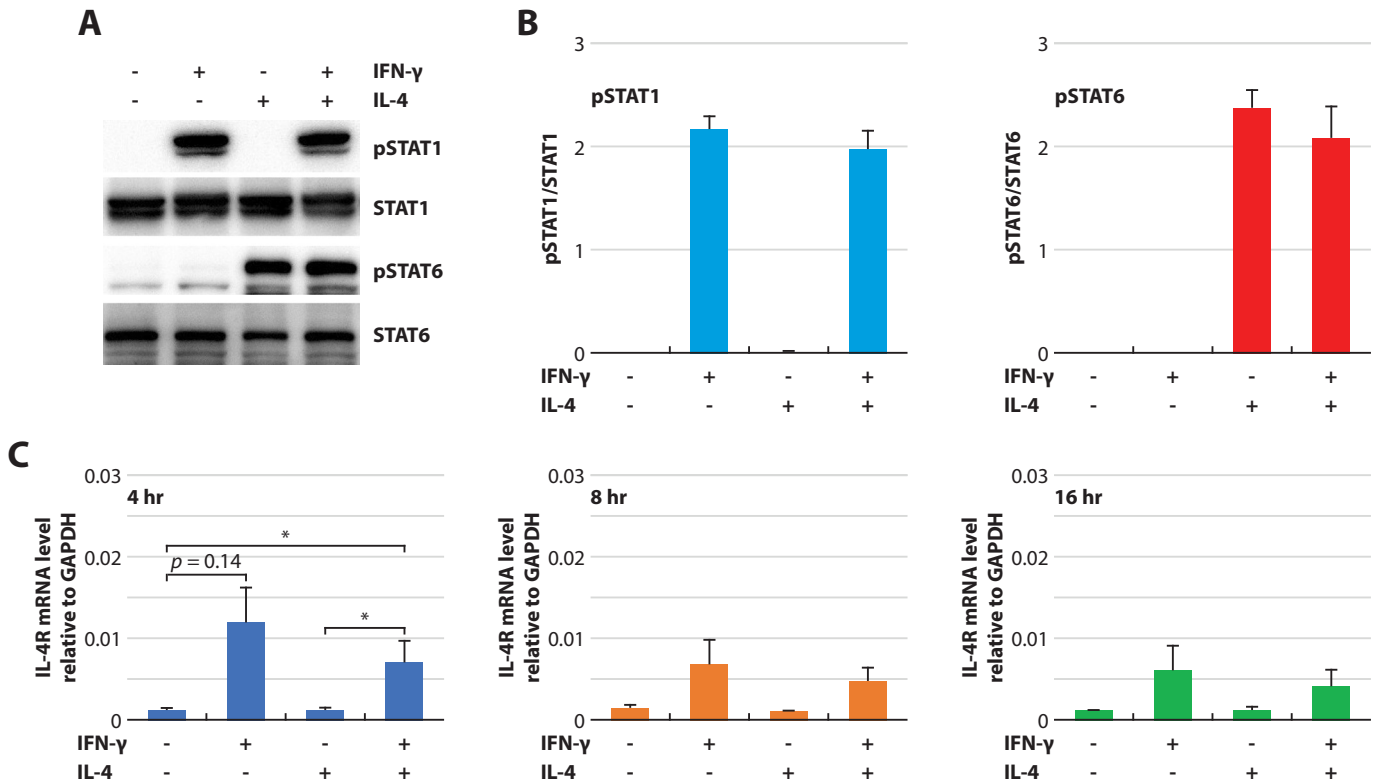 A
- + - + IFN-γ
- - + + IL-4
pSTAT1
STAT1
pSTAT6
STAT6
B
3
pSTAT1
2
1
0
pSTAT1/STAT1
IFN-γ - + - +
IL-4 - - + +
3
pSTAT6
2
1
0
pSTAT6/STAT6
IFN-γ - + - +
IL-4 - - + +
C
0.03
4 hr
*
0.02
p = 0.14
*
0.01
0
IL-4R mRNA level
relative to GAPDH
IFN-γ - + - +
IL-4 - - + +
0.03
8 hr
0.02
0.01
0
IL-4R mRNA level
relative to GAPDH
IFN-γ - + - +
IL-4 - - + +
0.03
16 hr
0.02
0.01
0
IL-4R mRNA level
relative to GAPDH
IFN-γ - + - +
IL-4 - - + +